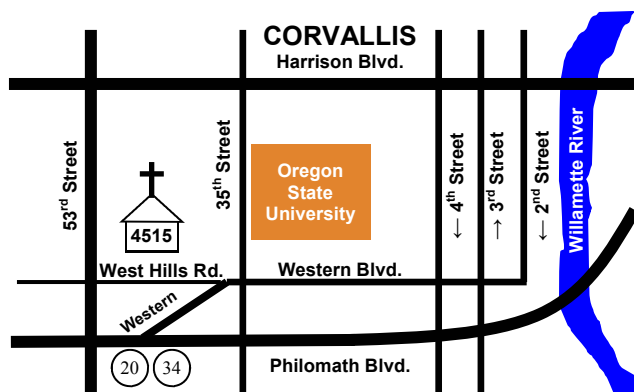 CORVALLIS
Harrison Blvd.
53rd Street
35th Street
Oregon
State
University
← 4th Street
→ 3rd Street
← 2nd Street
Willamette River
4515
West Hills Rd.
Western Blvd.
Western
20
34
Philomath Blvd.